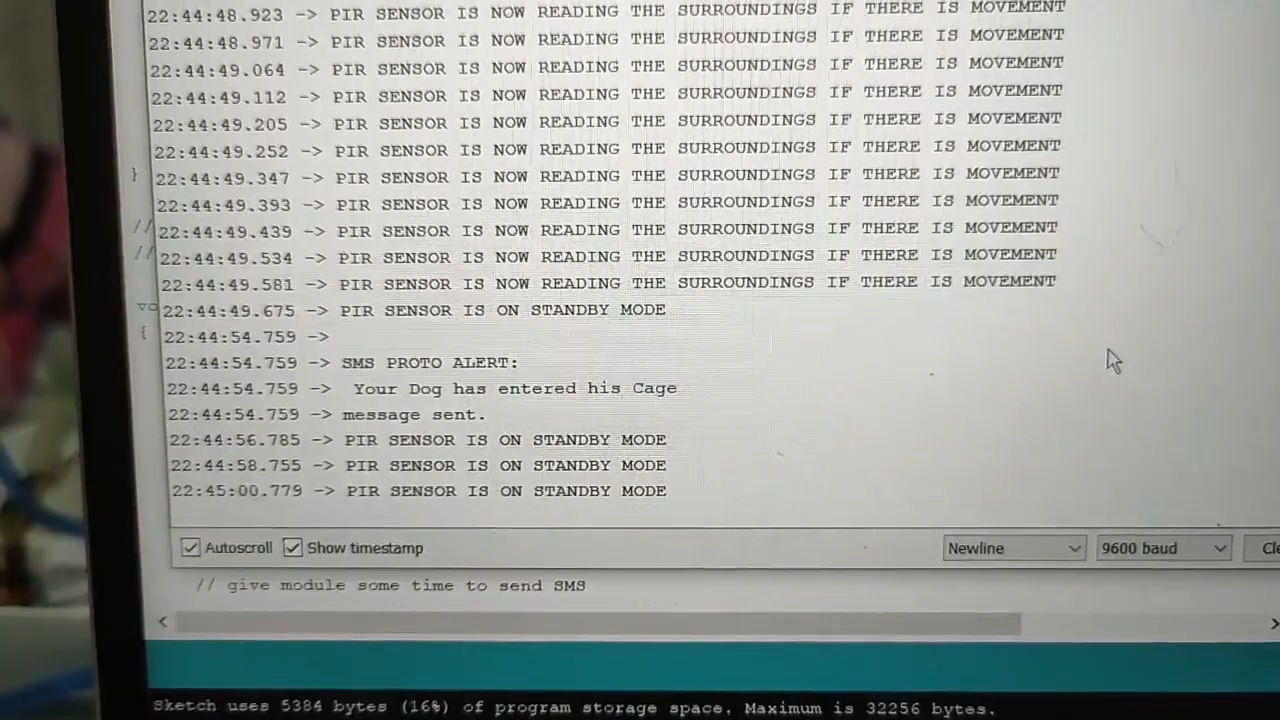 22:44:48.923 -> PIR SENSOR IS NOW READING THE SURROUNDINGS IF THERE IS MOVEMENT
22:44:48.971 -> PIR SENSOR IS NOW READING THE SURROUNDINGS IF THERE IS MOVEMENT
22:44:49.064 -> PIR SENSOR IS NOW READING THE SURROUNDINGS IF THERE IS MOVEMENT
22:44:49.112 -> PIR SENSOR IS NOW READING THE SURROUNDINGS IF THERE IS MOVEMENT
22:44:49.205 -> PIR SENSOR IS NOW READING THE SURROUNDINGS IF THERE IS MOVEMENT
22:44:49.252 -> PIR SENSOR IS NOW READING THE SURROUNDINGS IF THERE IS MOVEMENT
} 22:44:49.347 -> PIR SENSOR IS NOW READING THE SURROUNDINGS IF THERE IS MOVEMENT
22:44:49.393 -> PIR SENSOR IS NOW READING THE SURROUNDINGS IF THERE IS MOVEMENT
// 22:44:49.439 -> PIR SENSOR IS NOW READING THE SURROUNDINGS IF THERE IS MOVEMENT
// 22:44:49.534 -> PIR SENSOR IS NOW READING THE SURROUNDINGS IF THERE IS MOVEMENT
22:44:49.581 -> PIR SENSOR IS NOW READING THE SURROUNDINGS IF THERE IS MOVEMENT
22:44:49.675 -> PIR SENSOR IS ON STANDBY MODE
{ 22:44:54.759 ->
22:44:54.759 -> SMS PROTO ALERT:
22:44:54.759 -> Your Dog has entered his Cage
22:44:54.759 -> message sent.
22:44:56.785 -> PIR SENSOR IS ON STANDBY MODE
22:44:58.755 -> PIR SENSOR IS ON STANDBY MODE
22:45:00.779 -> PIR SENSOR IS ON STANDBY MODE
Autoscroll Show timestamp Newline 9600 baud
// give module some time to send SMS
Sketch uses 5384 bytes (16%) of program storage space. Maximum is 32256 bytes.